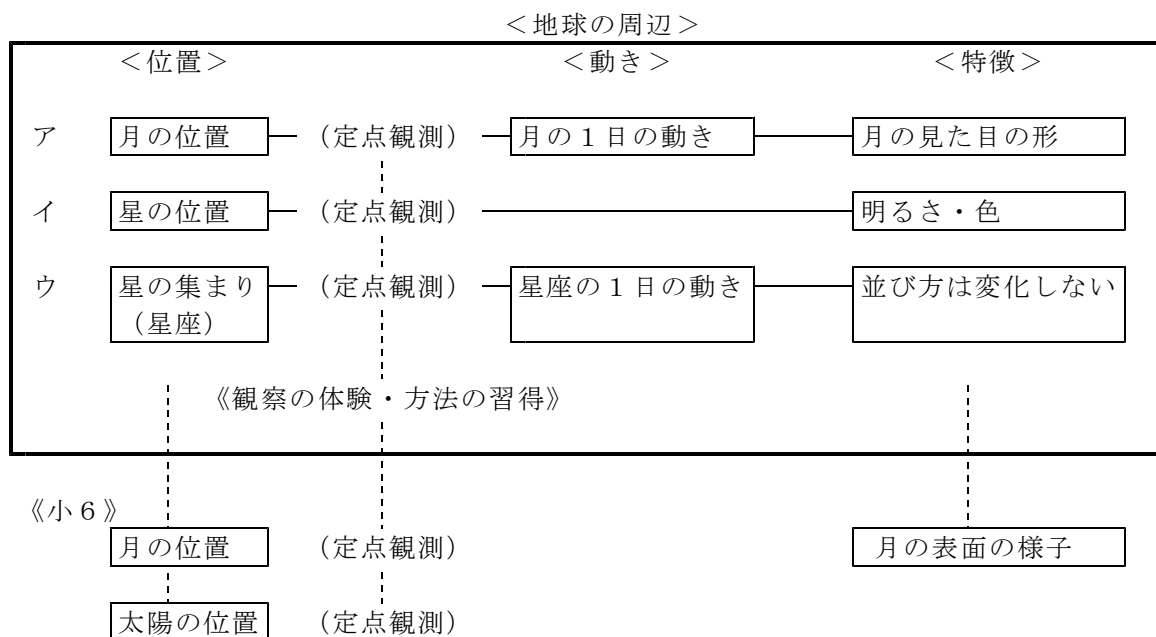 ＜地球の周辺＞
＜位置＞ ＜動き＞ ＜特徴＞
ア 月の位置 （定点観測） 月の１日の動き 月の見た目の形
イ 星の位置 （定点観測） 明るさ・色
ウ 星の集まり （定点観測） 星座の１日の動き 並び方は変化しない
（星座）
《観察の体験・方法の習得》
《小６》
月の位置 （定点観測） 月の表面の様子
太陽の位置 （定点観測）